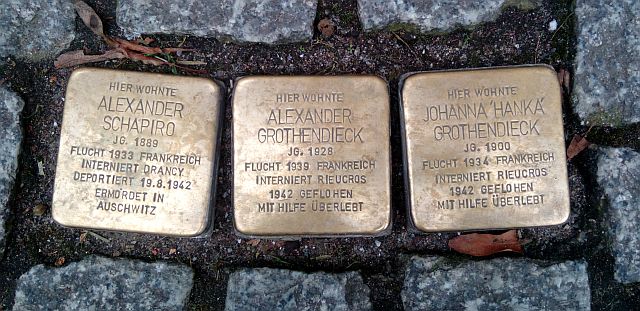 HIER WOHNTE
ALEXANDER
SCHAPIRO
JG. 1889
FLUCHT 1933 FRANKREICH
INTERNIERT DRANCY
DEPORTIERT 19.8.1942
ERMORDET IN
AUSCHWITZ
HIER WOHNTE
ALEXANDER
GROTHENDIECK
JG. 1928
FLUCHT 1939 FRANKREICH
INTERNIERT RIEUCROS
1942 GEFLOHEN
MIT HILFE ÜBERLEBT
HIER WOHNTE
JOHANNA 'HANKA'
GROTHENDIECK
JG. 1900
FLUCHT 1934 FRANKREICH
INTERNIERT RIEUCROS
1942 GEFLOHEN
MIT HILFE ÜBERLEBT